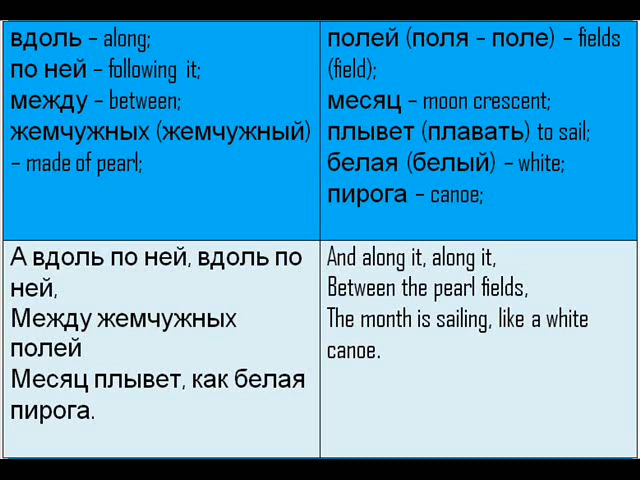 вдоль – along;
по ней – following it;
между – between;
жемчужных (жемчужный)
– made of pearl;
полей (поля – поле) – fields
(field);
месяц – moon crescent;
плывет (плавать) to sail;
белая (белый) – white;
пирога – canoe;
А вдоль по ней, вдоль по
ней,
Между жемчужных
полей
Месяц плывет, как белая
пирога.
And along it, along it,
Between the pearl fields,
The month is sailing, like a white
canoe.